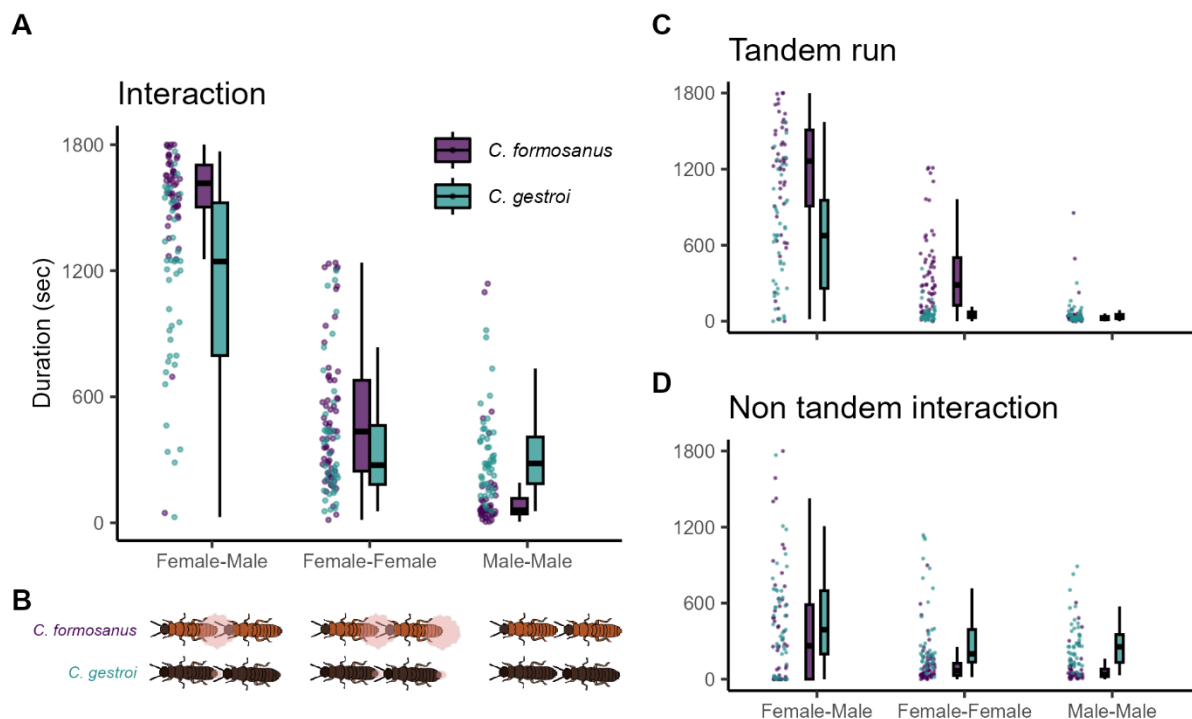 A
Interaction
1800
1200
600
0
Duration (sec)
C. formosanus
C. gestroi
Female-Male Female-Female Male-Male
B
C. formosanus
C. gestroi
C
Tandem run
1800
1200
600
0
D
Non tandem interaction
1800
1200
600
0
Female-Male Female-Female Male-Male